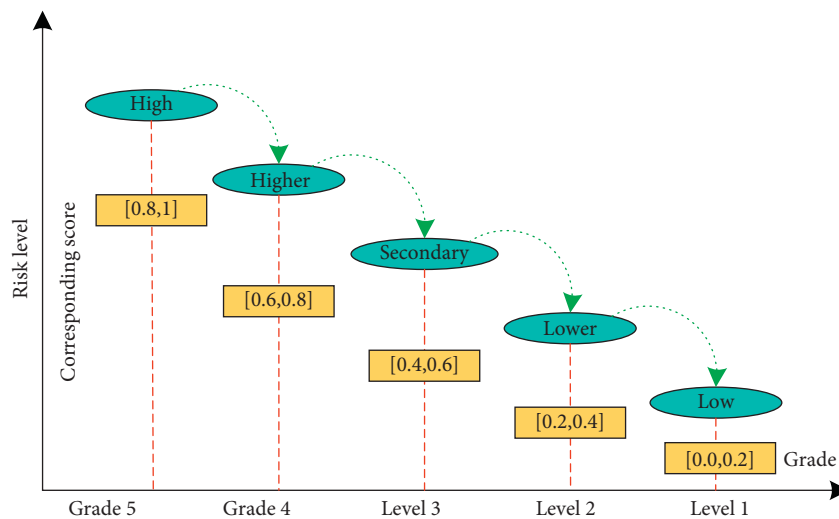 High
Higher
[0.8,1]
Secondary
[0.6,0.8]
Lower
[0.4,0.6]
Low
[0.2,0.4]
[0.0,0.2]
Grade
Risk level
Corresponding score
Grade 5
Grade 4
Level 3
Level 2
Level 1